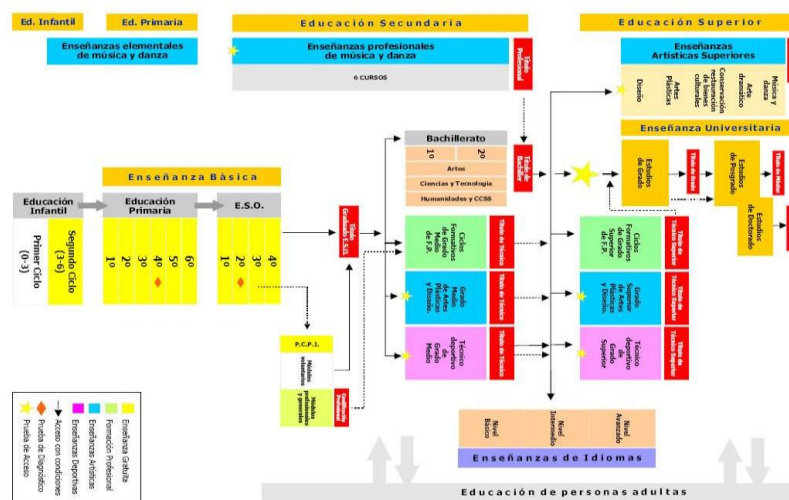 Ed. Infantil
Ed. Primaria
Educación Secundaria
Educación Superior
Enseñanzas elementales
de música y danza
Enseñanzas profesionales
de música y danza
6 CURSOS
Título
Profesional
Enseñanzas
Artísticas Superiores
Diseño
Artes
Plásticas
Conservación y
restauración
de bienes
culturales
Arte
dramático
Música y
danza
Enseñanza Universitaria
Estudios
de Grado
Título de Grado
Estudios
de Posgrado
Título de Máster
Estudios
de Doctorado
Bachillerato
1º
2º
Artes
Ciencias y Tecnología
Humanidades y CCSS
Título de
Bachiller
Enseñanza Básica
Educación
Infantil
Educación
Primaria
E.S.O.
Primer Ciclo
(0-3)
Segundo Ciclo
(3-6)
1º
2º
3º
4º
5º
6º
1º
2º
3º
4º
Título
Graduado E.S.O.
Ciclos
Formativos
de Grado
Medio
de F.P.
Título de Técnico
Grado
Medio
de Artes
Plásticas
y Diseño.
Título de Técnico
Técnico
deportivo
de
Grado
Medio
Título de Técnico
Ciclos
Formativos
de Grado
Superior
de F.P.
Título de
Técnico Superior
Grado
Superior
de Artes
Plásticas
y Diseño.
Título de
Técnico Superior
Técnico
deportivo
de
Grado
Superior
Título de
Técnico Superior
P.C.P.I.
Módulos
voluntarios
Módulos
profesionales
y generales
Cualificación
Profesional
Nivel
Básico
Nivel
Intermedio
Nivel
Avanzado
Enseñanzas de Idiomas
Educación de personas adultas
Enseñanza Gratuita
Formación Profesional
Enseñanzas Artísticas
Enseñanzas Deportivas
Acceso con condiciones
Acceso
Prueba de Diagnóstico
Prueba de Acceso